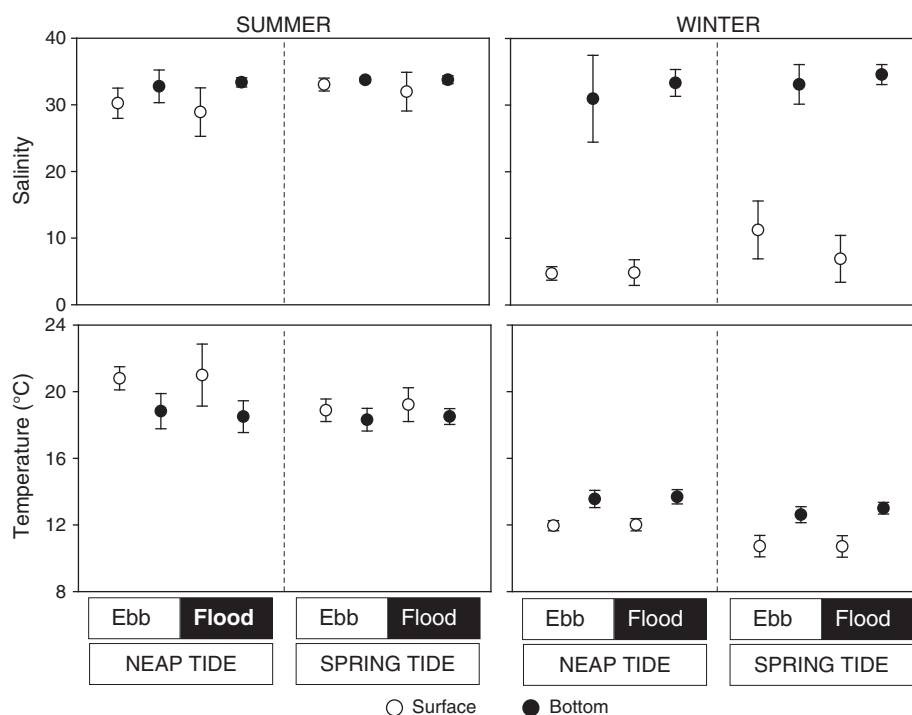 SUMMER WINTER
40
30
20
10
0
Salinity
24
20
16
12
8
Temperature (°C)
Ebb Flood Ebb Flood Ebb Flood Ebb Flood
NEAP TIDE SPRING TIDE NEAP TIDE SPRING TIDE
Surface Bottom